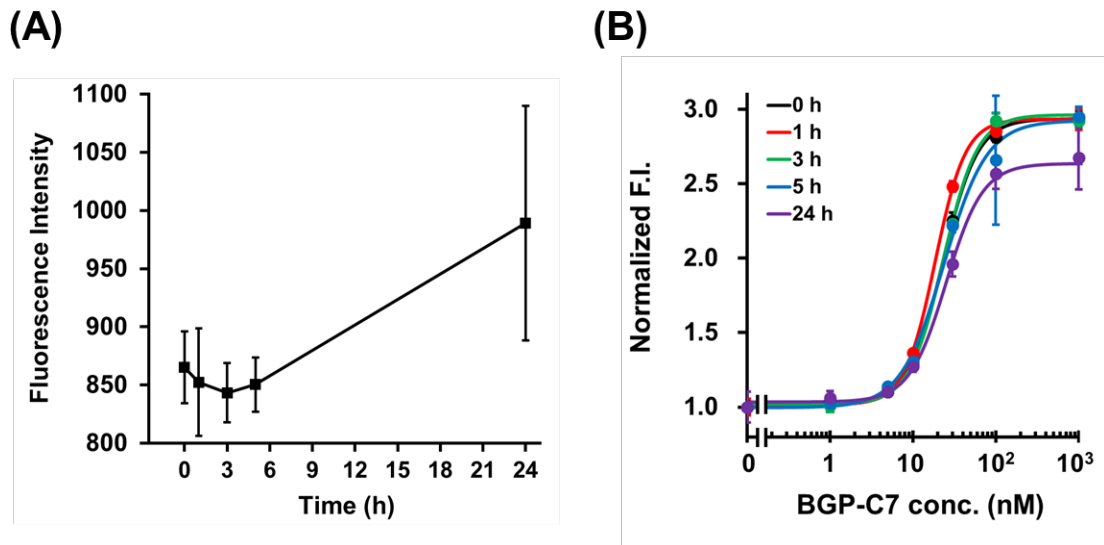 (A)
(B)
Fluorescence Intensity
1100
1050
1000
950
900
850
800
0 3 6 9 12 15 18 21 24
Time (h)
Normalized F.I.
3.0
2.5
2.0
1.5
1.0
0 h
1 h
3 h
5 h
24 h
0 1 10 10² 10³
BGP-C7 conc. (nM)